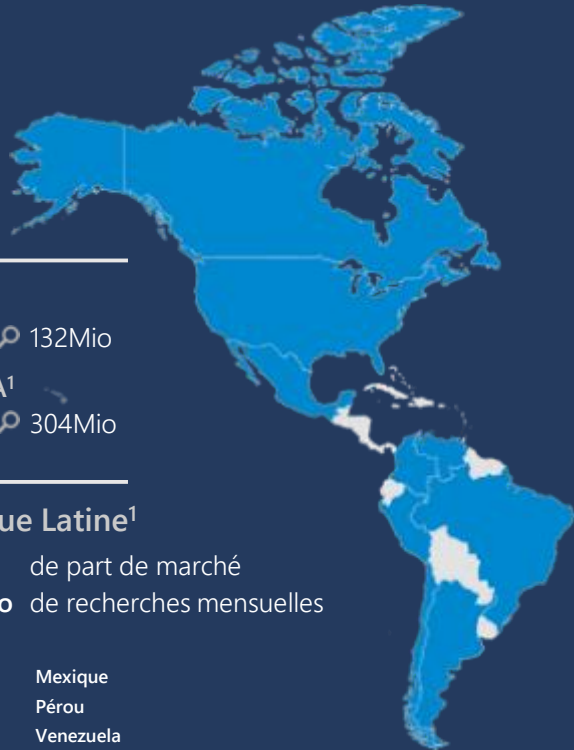 132Mio
A¹
304Mio
ue Latine¹
de part de marché
o de recherches mensuelles
Mexique
Pérou
Venezuela